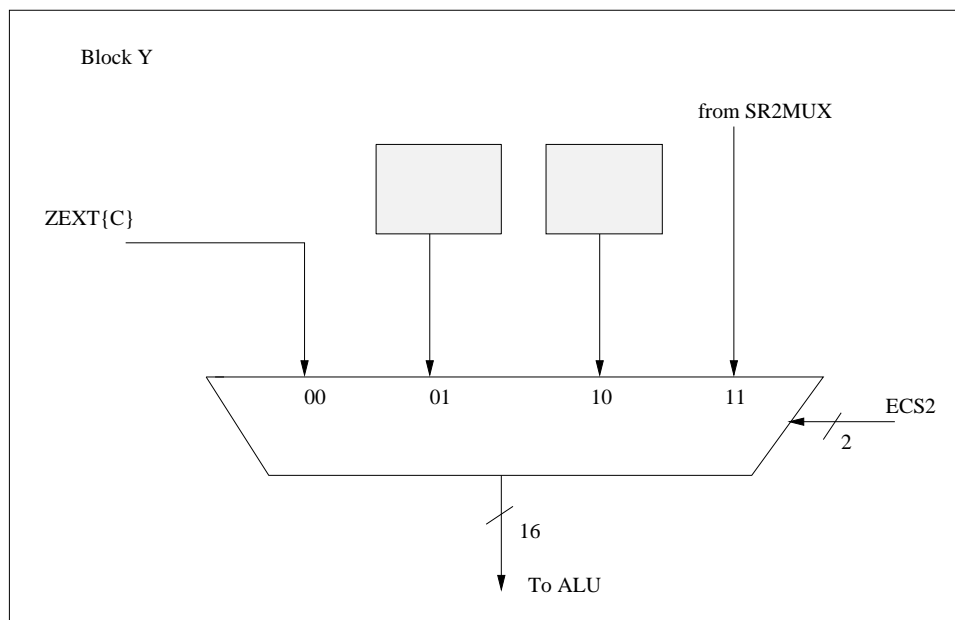 Block Y
from SR2MUX
ZEXT{C}
00 01 10 11
ECS2
2
16
To ALU